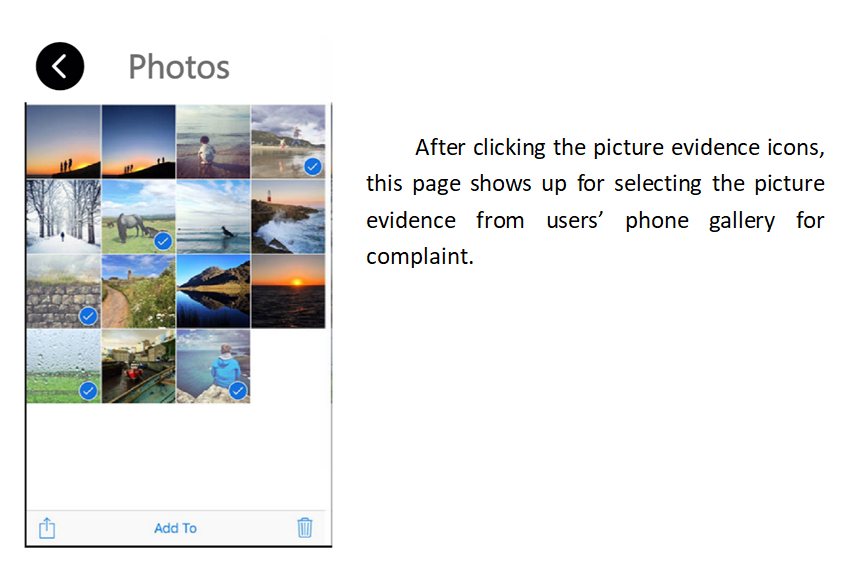 Photos
After clicking the picture evidence icons,
this page shows up for selecting the picture
evidence from users’ phone gallery for
complaint.
Add To